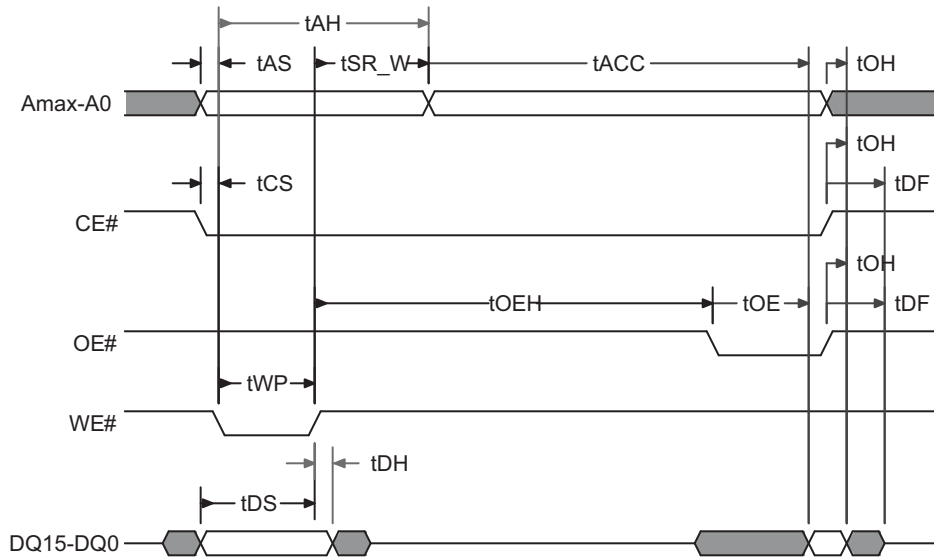 tAH
tAS tSR_W tACC tOH
Amax-A0
tOH
tCS tDF
CE#
tOH
tOEH tOE tDF
OE#
tWP
WE#
tDH
tDS
DQ15-DQ0